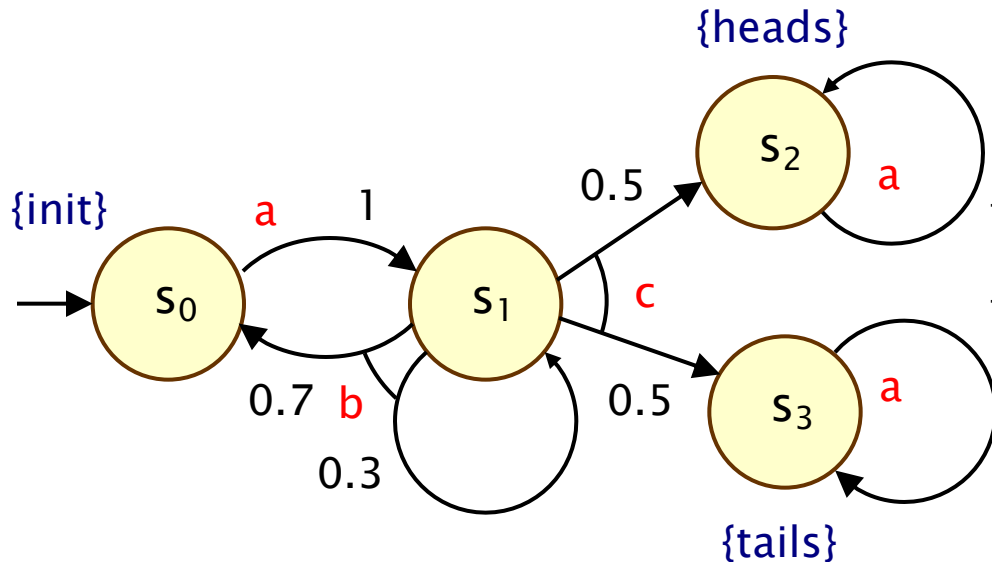 {heads}
s₂
0.5
a
{init}
a
1
s₀
s₁
c
0.7
b
0.5
s₃
a
0.3
{tails}